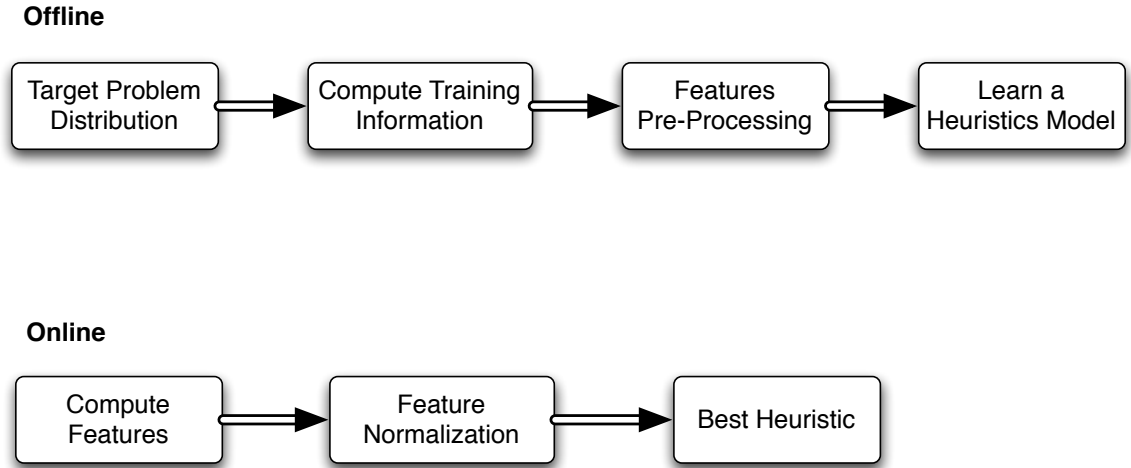 Offline
Target Problem
Distribution
Compute Training
Information
Features
Pre-Processing
Learn a
Heuristics Model
Online
Compute
Features
Feature
Normalization
Best Heuristic